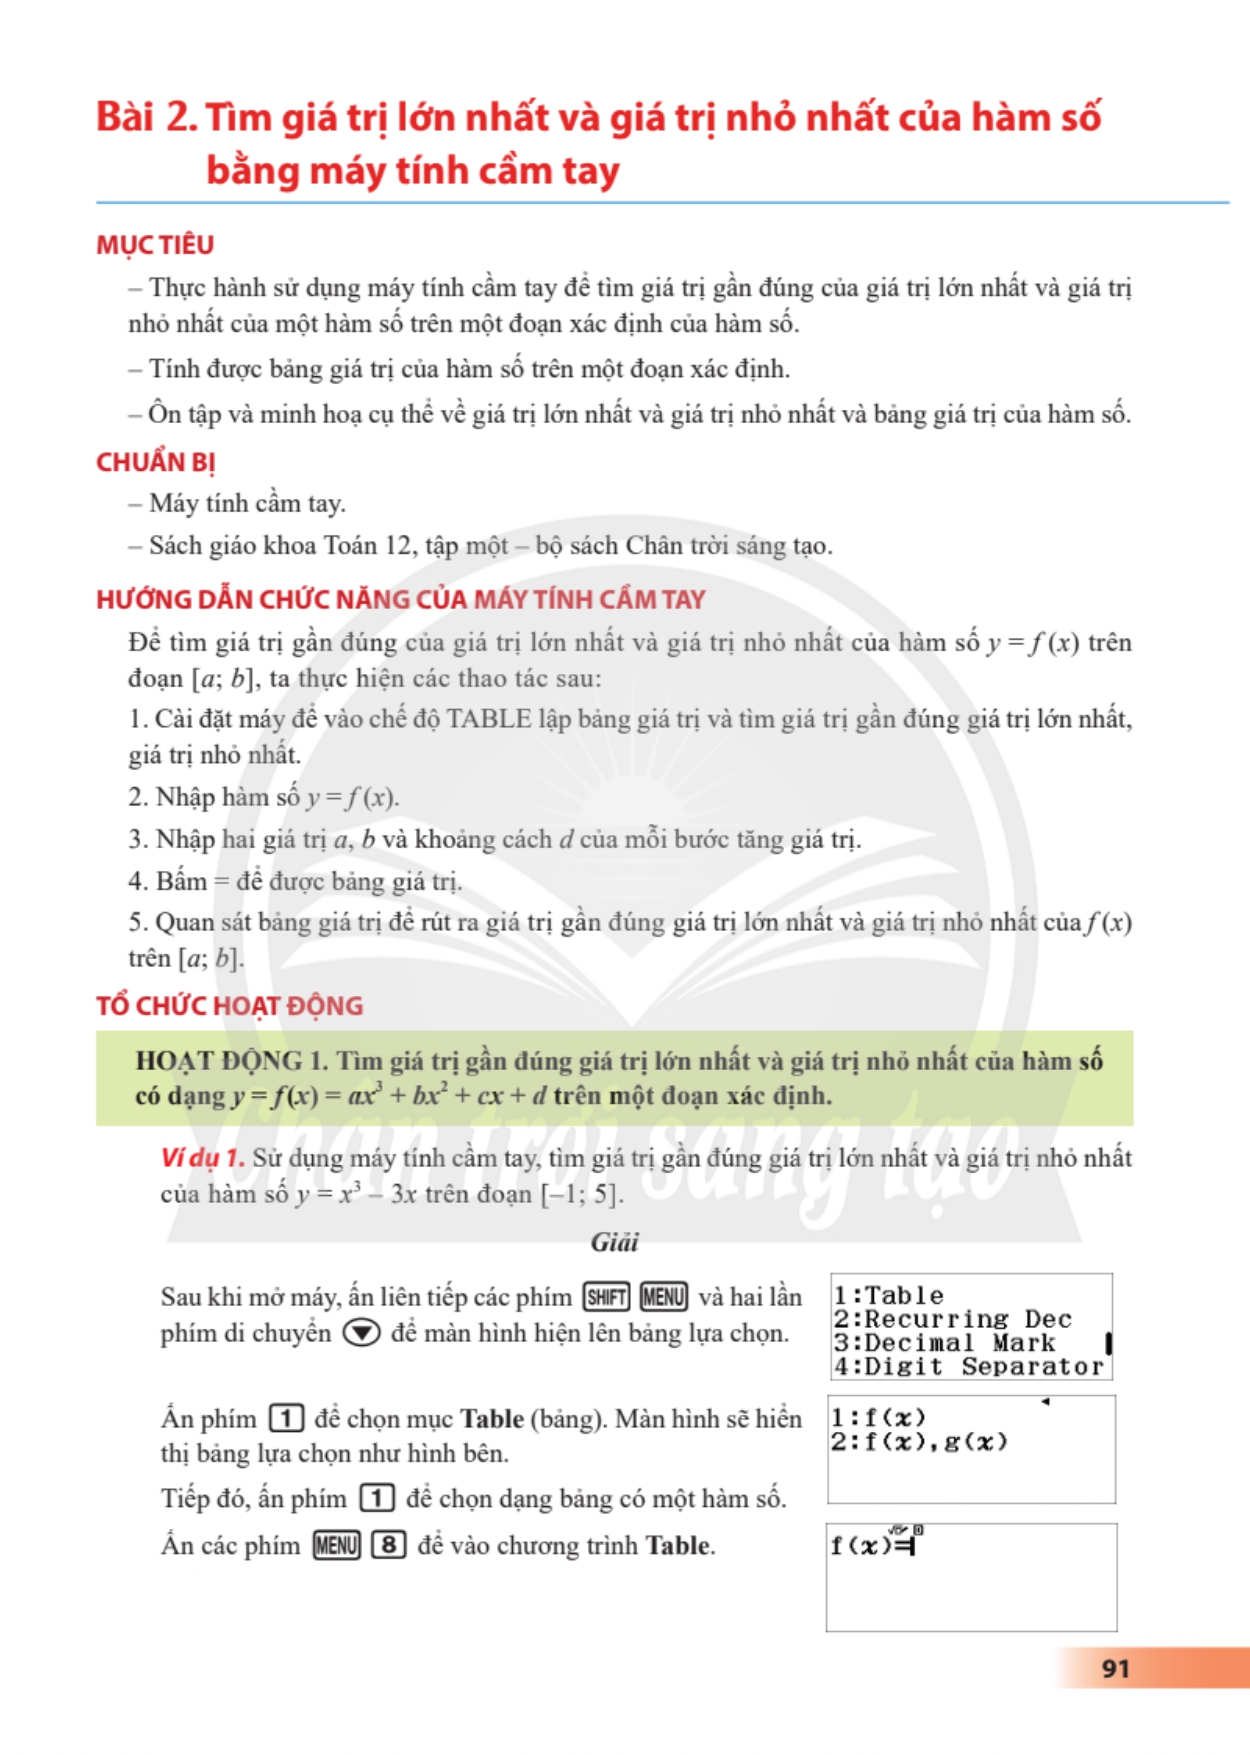 Bài 2. Tìm giá trị lớn nhất và giá trị nhỏ nhất của hàm số
bằng máy tính cầm tay
MỤC TIÊU
– Thực hành sử dụng máy tính cầm tay để tìm giá trị gần đúng của giá trị lớn nhất và giá trị
nhỏ nhất của một hàm số trên một đoạn xác định của hàm số.
– Tính được bảng giá trị của hàm số trên một đoạn xác định.
– Ôn tập và minh hoạ cụ thể về giá trị lớn nhất và giá trị nhỏ nhất và bảng giá trị của hàm số.
CHUẨN BỊ
– Máy tính cầm tay.
– Sách giáo khoa Toán 12, tập một – bộ sách Chân trời sáng tạo.
HƯỚNG DẪN CHỨC NĂNG CỦA MÁY TÍNH CẦM TAY
Để tìm giá trị gần đúng của giá trị lớn nhất và giá trị nhỏ nhất của hàm số y = f (x) trên
đoạn [a; b], ta thực hiện các thao tác sau:
1. Cài đặt máy để vào chế độ TABLE lập bảng giá trị và tìm giá trị gần đúng giá trị lớn nhất,
giá trị nhỏ nhất.
2. Nhập hàm số y = f (x).
3. Nhập hai giá trị a, b và khoảng cách d của mỗi bước tăng giá trị.
4. Bấm = để được bảng giá trị.
5. Quan sát bảng giá trị để rút ra giá trị gần đúng giá trị lớn nhất và giá trị nhỏ nhất của f (x)
trên [a; b].
TỔ CHỨC HOẠT ĐỘNG
HOẠT ĐỘNG 1. Tìm giá trị gần đúng giá trị lớn nhất và giá trị nhỏ nhất của hàm số
có dạng y = f(x) = ax³ + bx² + cx + d trên một đoạn xác định.
Chân trời sáng tạo
Ví dụ 1. Sử dụng máy tính cầm tay, tìm giá trị gần đúng giá trị lớn nhất và giá trị nhỏ nhất
của hàm số y = x³ – 3x trên đoạn [–1; 5].
Giải
Sau khi mở máy, ấn liên tiếp các phím SHIFT MENU và hai lần
phím di chuyển ▼ để màn hình hiện lên bảng lựa chọn.
1:Table
2:Recurring Dec
3:Decimal Mark
4:Digit Separator
Ấn phím 1 để chọn mục Table (bảng). Màn hình sẽ hiển
thị bảng lựa chọn như hình bên.
Tiếp đó, ấn phím 1 để chọn dạng bảng có một hàm số.
1:f(x)
2:f(x),g(x)
Ấn các phím MENU 8 để vào chương trình Table.
f(x)=
91